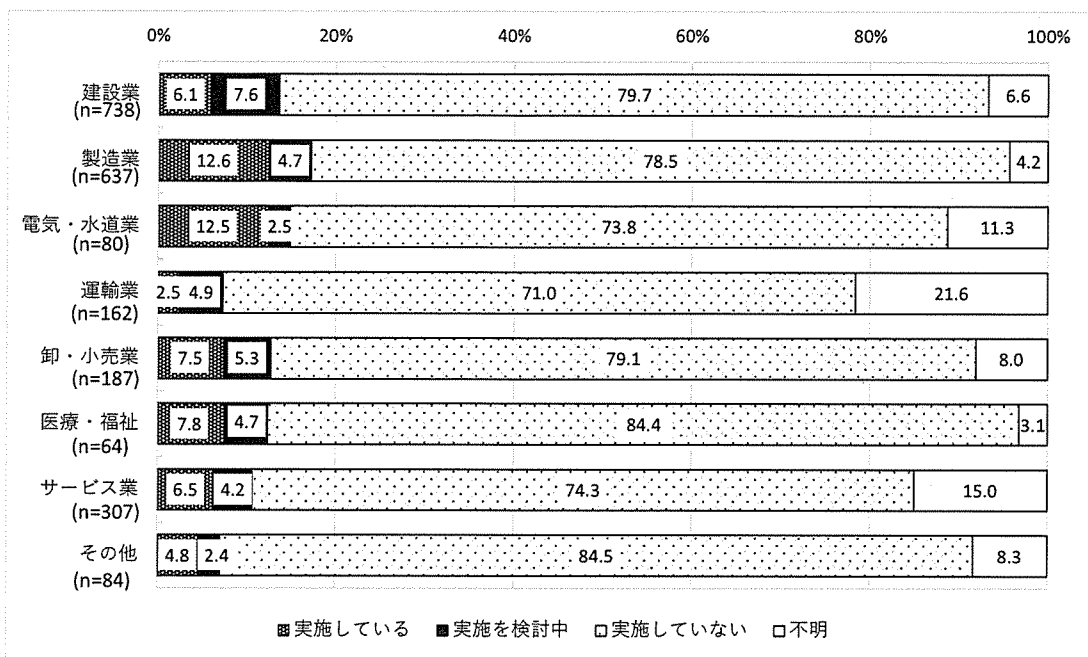 0% 20% 40% 60% 80% 100%
建設業
(n=738)
6.1 7.6 79.7 6.6
製造業
(n=637)
12.6 4.7 78.5 4.2
電気・水道業
(n=80)
12.5 2.5 73.8 11.3
運輸業
(n=162)
2.5 4.9 71.0 21.6
卸・小売業
(n=187)
7.5 5.3 79.1 8.0
医療・福祉
(n=64)
7.8 4.7 84.4 3.1
サービス業
(n=307)
6.5 4.2 74.3 15.0
その他
(n=84)
4.8 2.4 84.5 8.3
実施している 実施を検討中 実施していない 不明